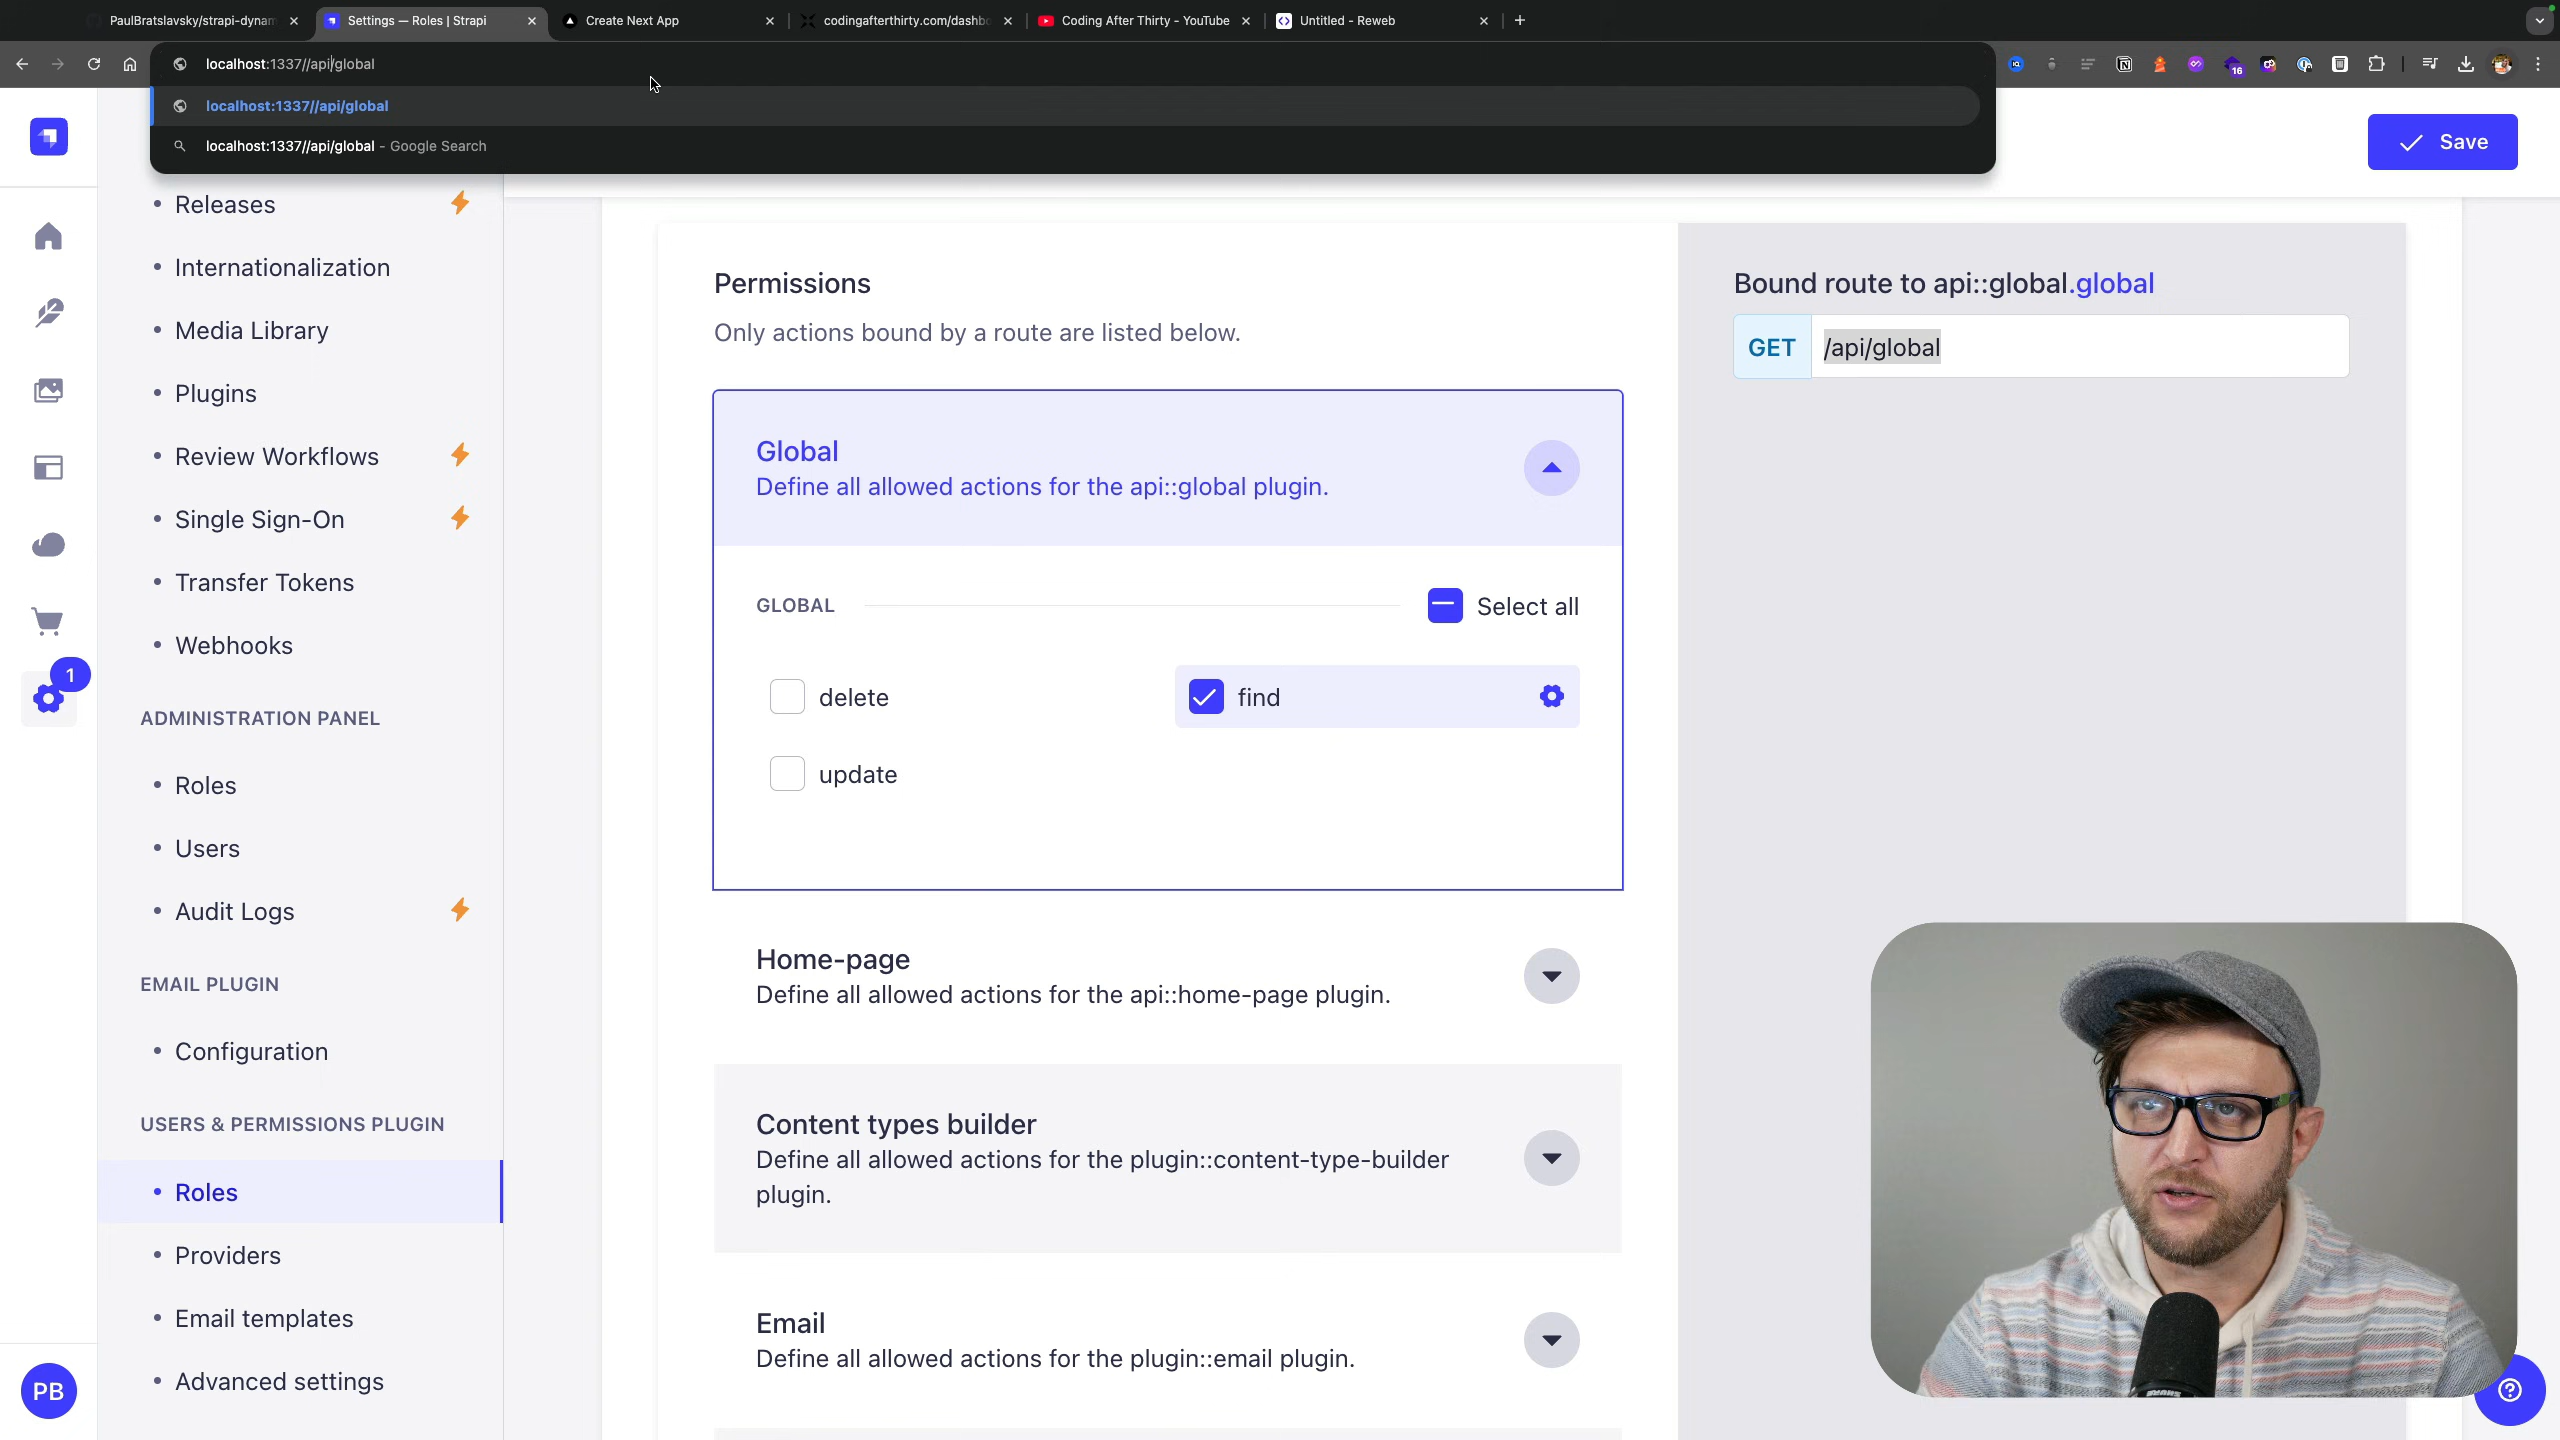 PaulBratslavsky/strapi-dynam
Settings — Roles | Strapi
Create Next App
codingafterthirty.com/dashbo
Coding After Thirty - YouTube
Untitled - Reweb
localhost:1337//api/global
16
localhost:1337//api/global
localhost:1337//api/global - Google Search
Save
Releases
Internationalization
Media Library
Plugins
Review Workflows
Single Sign-On
Transfer Tokens
Webhooks
1
ADMINISTRATION PANEL
Roles
Users
Audit Logs
EMAIL PLUGIN
Configuration
USERS & PERMISSIONS PLUGIN
Roles
Providers
Email templates
Advanced settings
PB
Permissions
Only actions bound by a route are listed below.
Global
Define all allowed actions for the api::global plugin.
GLOBAL
Select all
delete
find
update
Home-page
Define all allowed actions for the api::home-page plugin.
Content types builder
Define all allowed actions for the plugin::content-type-builder
plugin.
Email
Define all allowed actions for the plugin::email plugin.
Bound route to api::global.global
GET /api/global